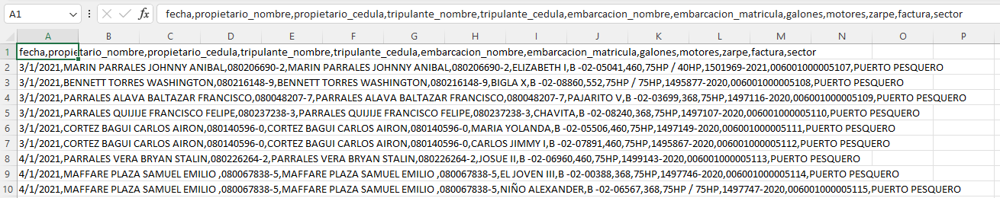 A1 fx fecha,propietario_nombre,propietario_cedula,tripulante_nombre,tripulante_cedula,embarcacion_nombre,embarcacion_matricula,galones,motores,zarpe,factura,sector
A B C D E F G H I J K L M N O P
1 fecha,propietario_nombre,propietario_cedula,tripulante_nombre,tripulante_cedula,embarcacion_nombre,embarcacion_matricula,galones,motores,zarpe,factura,sector
2 3/1/2021,MARIN PARRALES JOHNNY ANIBAL,080206690-2,MARIN PARRALES JOHNNY ANIBAL,080206690-2,ELIZABETH I,B -02-05041,460,75HP / 40HP,1501969-2021,006001000005107,PUERTO PESQUERO
3 3/1/2021,BENNETT TORRES WASHINGTON,080216148-9,BENNETT TORRES WASHINGTON,080216148-9,BIGLA X,B -02-08860,552,75HP / 75HP,1495877-2020,006001000005108,PUERTO PESQUERO
4 3/1/2021,PARRALES ALAVA BALTAZAR FRANCISCO,080048207-7,PARRALES ALAVA BALTAZAR FRANCISCO,080048207-7,PAJARITO V,B -02-03699,368,75HP,1497116-2020,006001000005109,PUERTO PESQUERO
5 3/1/2021,PARRALES QUIJIJE FRANCISCO FELIPE,080237238-3,PARRALES QUIJIJE FRANCISCO FELIPE,080237238-3,CHAVITA,B -02-08240,368,75HP,1497107-2020,006001000005110,PUERTO PESQUERO
6 3/1/2021,CORTEZ BAGUI CARLOS AIRON,080140596-0,CORTEZ BAGUI CARLOS AIRON,080140596-0,MARIA YOLANDA,B -02-05506,460,75HP,1497149-2020,006001000005111,PUERTO PESQUERO
7 3/1/2021,CORTEZ BAGUI CARLOS AIRON,080140596-0,CORTEZ BAGUI CARLOS AIRON,080140596-0,CARLOS JIMMY I,B -02-07891,460,75HP,1495867-2020,006001000005112,PUERTO PESQUERO
8 4/1/2021,PARRALES VERA BRYAN STALIN,080226264-2,PARRALES VERA BRYAN STALIN,080226264-2,JOSUE II,B -02-06960,460,75HP,1499143-2020,006001000005113,PUERTO PESQUERO
9 4/1/2021,MAFFARE PLAZA SAMUEL EMILIO ,080067838-5,MAFFARE PLAZA SAMUEL EMILIO ,080067838-5,EL JOVEN III,B -02-00388,368,75HP,1497746-2020,006001000005114,PUERTO PESQUERO
10 4/1/2021,MAFFARE PLAZA SAMUEL EMILIO ,080067838-5,MAFFARE PLAZA SAMUEL EMILIO ,080067838-5,NIÑO ALEXANDER,B -02-06567,368,75HP / 75HP,1497747-2020,006001000005115,PUERTO PESQUERO